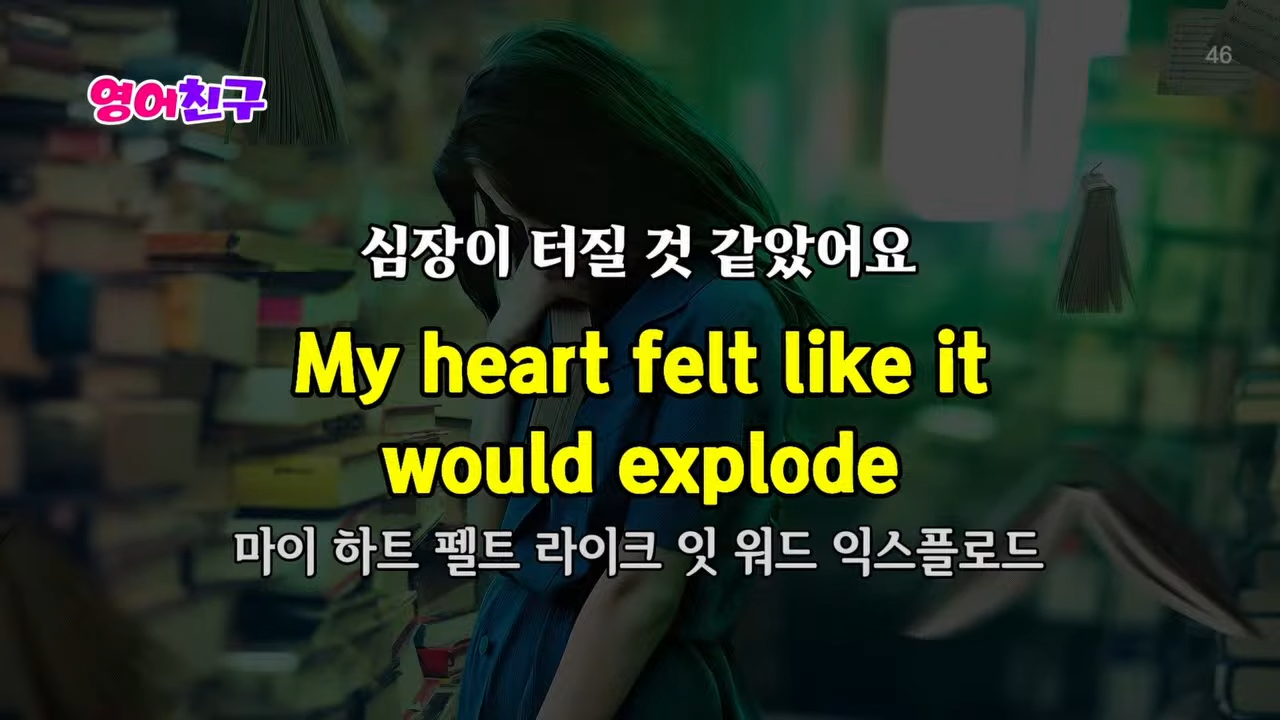 46
영어친구
심장이 터질 것 같았어요
My heart felt like it
would explode
마이 하트 펠트 라이크 잇 워드 익스플로드